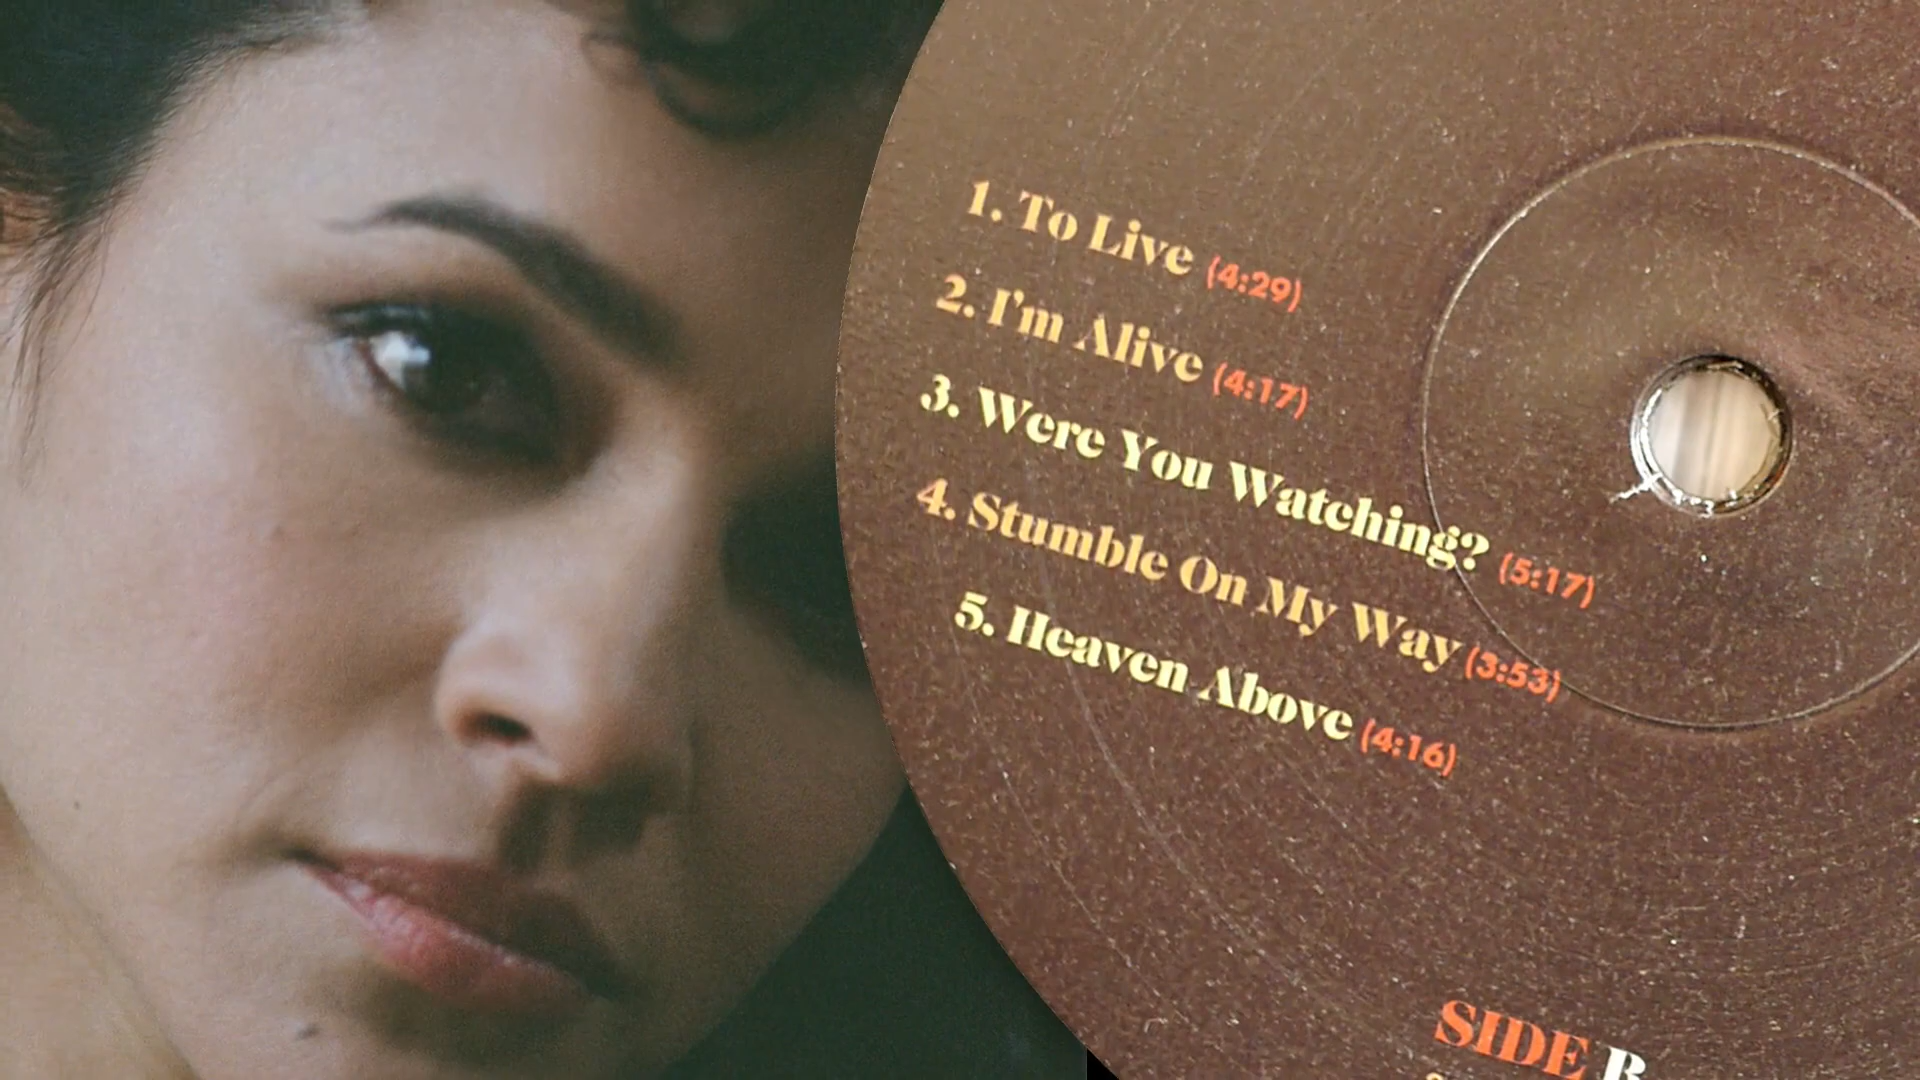 1. To Live (4:29)
2. I'm Alive (4:17)
3. Were You Watching? (5:17)
4. Stumble On My Way (3:53)
5. Heaven Above (4:16)
SIDE B